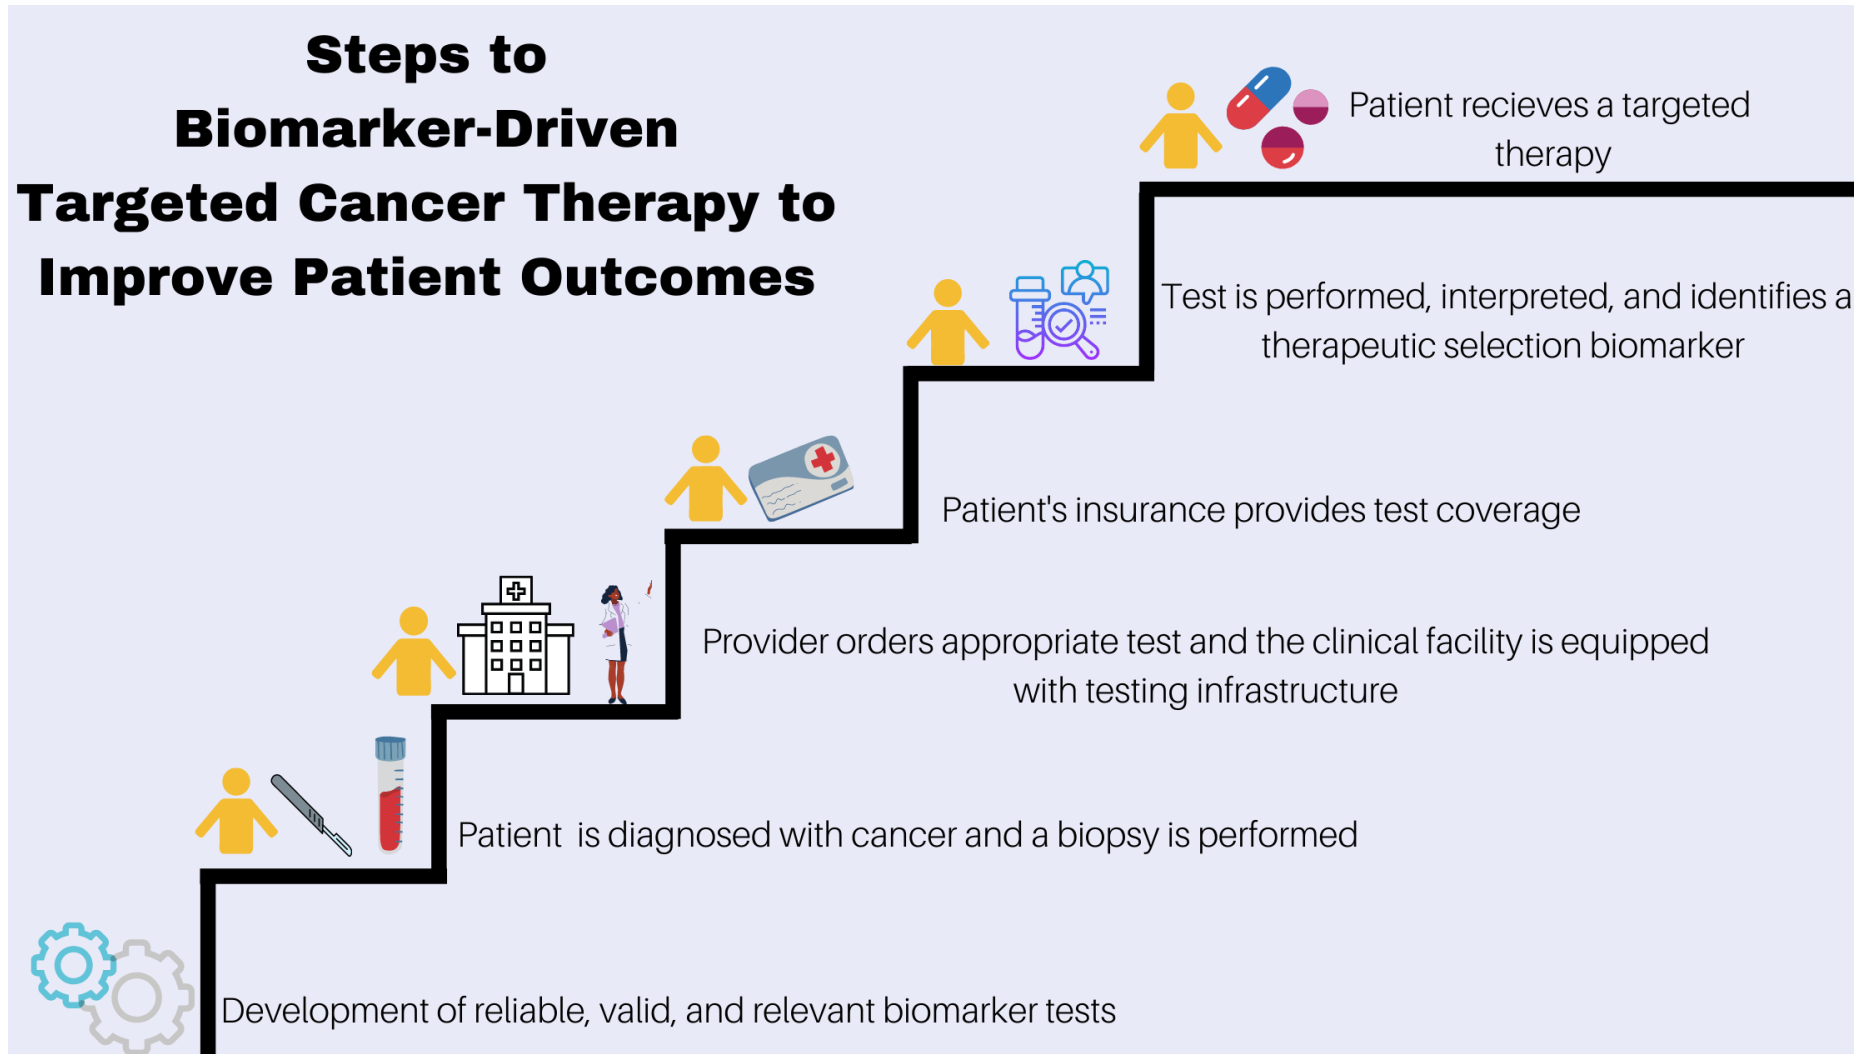 Steps to
Biomarker-Driven
Targeted Cancer Therapy to
Improve Patient Outcomes
Patient recieves a targeted
therapy
Test is performed, interpreted, and identifies a
therapeutic selection biomarker
Patient's insurance provides test coverage
Provider orders appropriate test and the clinical facility is equipped
with testing infrastructure
Patient  is diagnosed with cancer and a biopsy is performed
Development of reliable, valid, and relevant biomarker tests